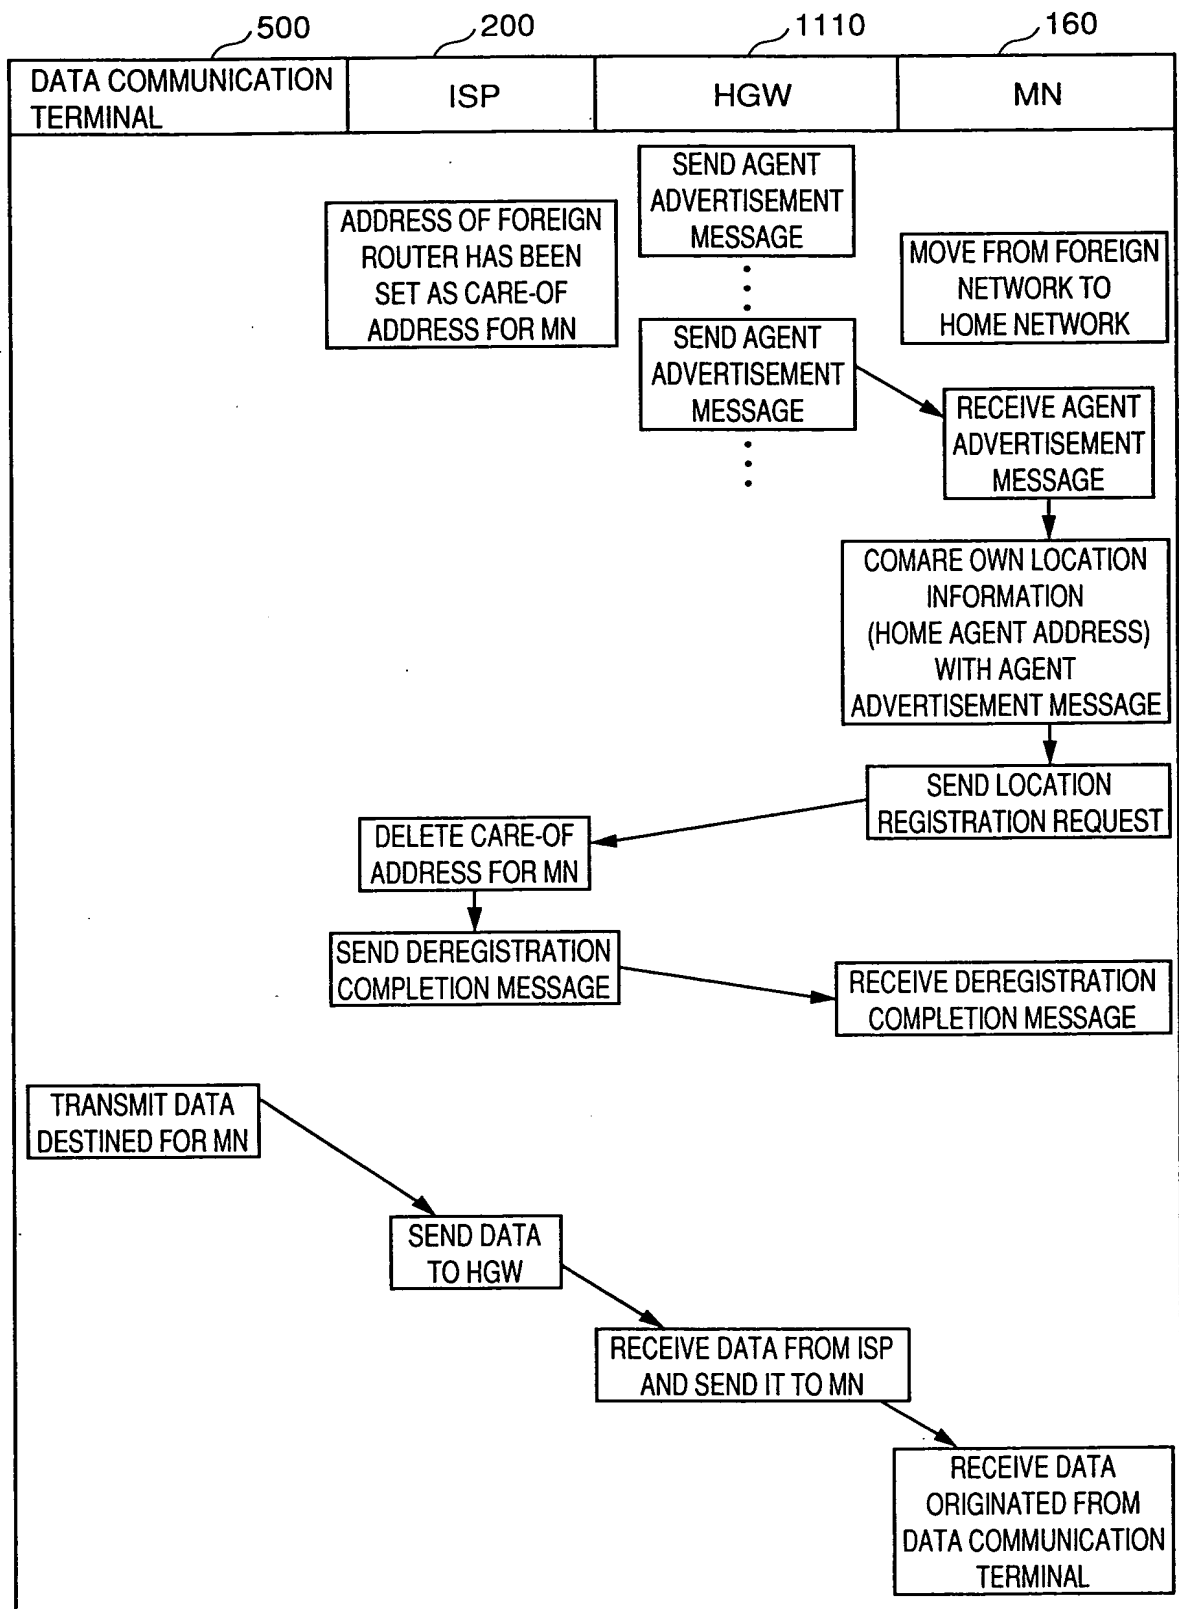 500
200
1110
160
DATA COMMUNICATION
TERMINAL
ISP
HGW
MN
SEND AGENT
ADVERTISEMENT
MESSAGE
ADDRESS OF FOREIGN
ROUTER HAS BEEN
SET AS CARE-OF
ADDRESS FOR MN
MOVE FROM FOREIGN
NETWORK TO
HOME NETWORK
SEND AGENT
ADVERTISEMENT
MESSAGE
RECEIVE AGENT
ADVERTISEMENT
MESSAGE
COMARE OWN LOCATION
INFORMATION
(HOME AGENT ADDRESS)
WITH AGENT
ADVERTISEMENT MESSAGE
SEND LOCATION
REGISTRATION REQUEST
DELETE CARE-OF
ADDRESS FOR MN
SEND DEREGISTRATION
COMPLETION MESSAGE
RECEIVE DEREGISTRATION
COMPLETION MESSAGE
TRANSMIT DATA
DESTINED FOR MN
SEND DATA
TO HGW
RECEIVE DATA FROM ISP
AND SEND IT TO MN
RECEIVE DATA
ORIGINATED FROM
DATA COMMUNICATION
TERMINAL